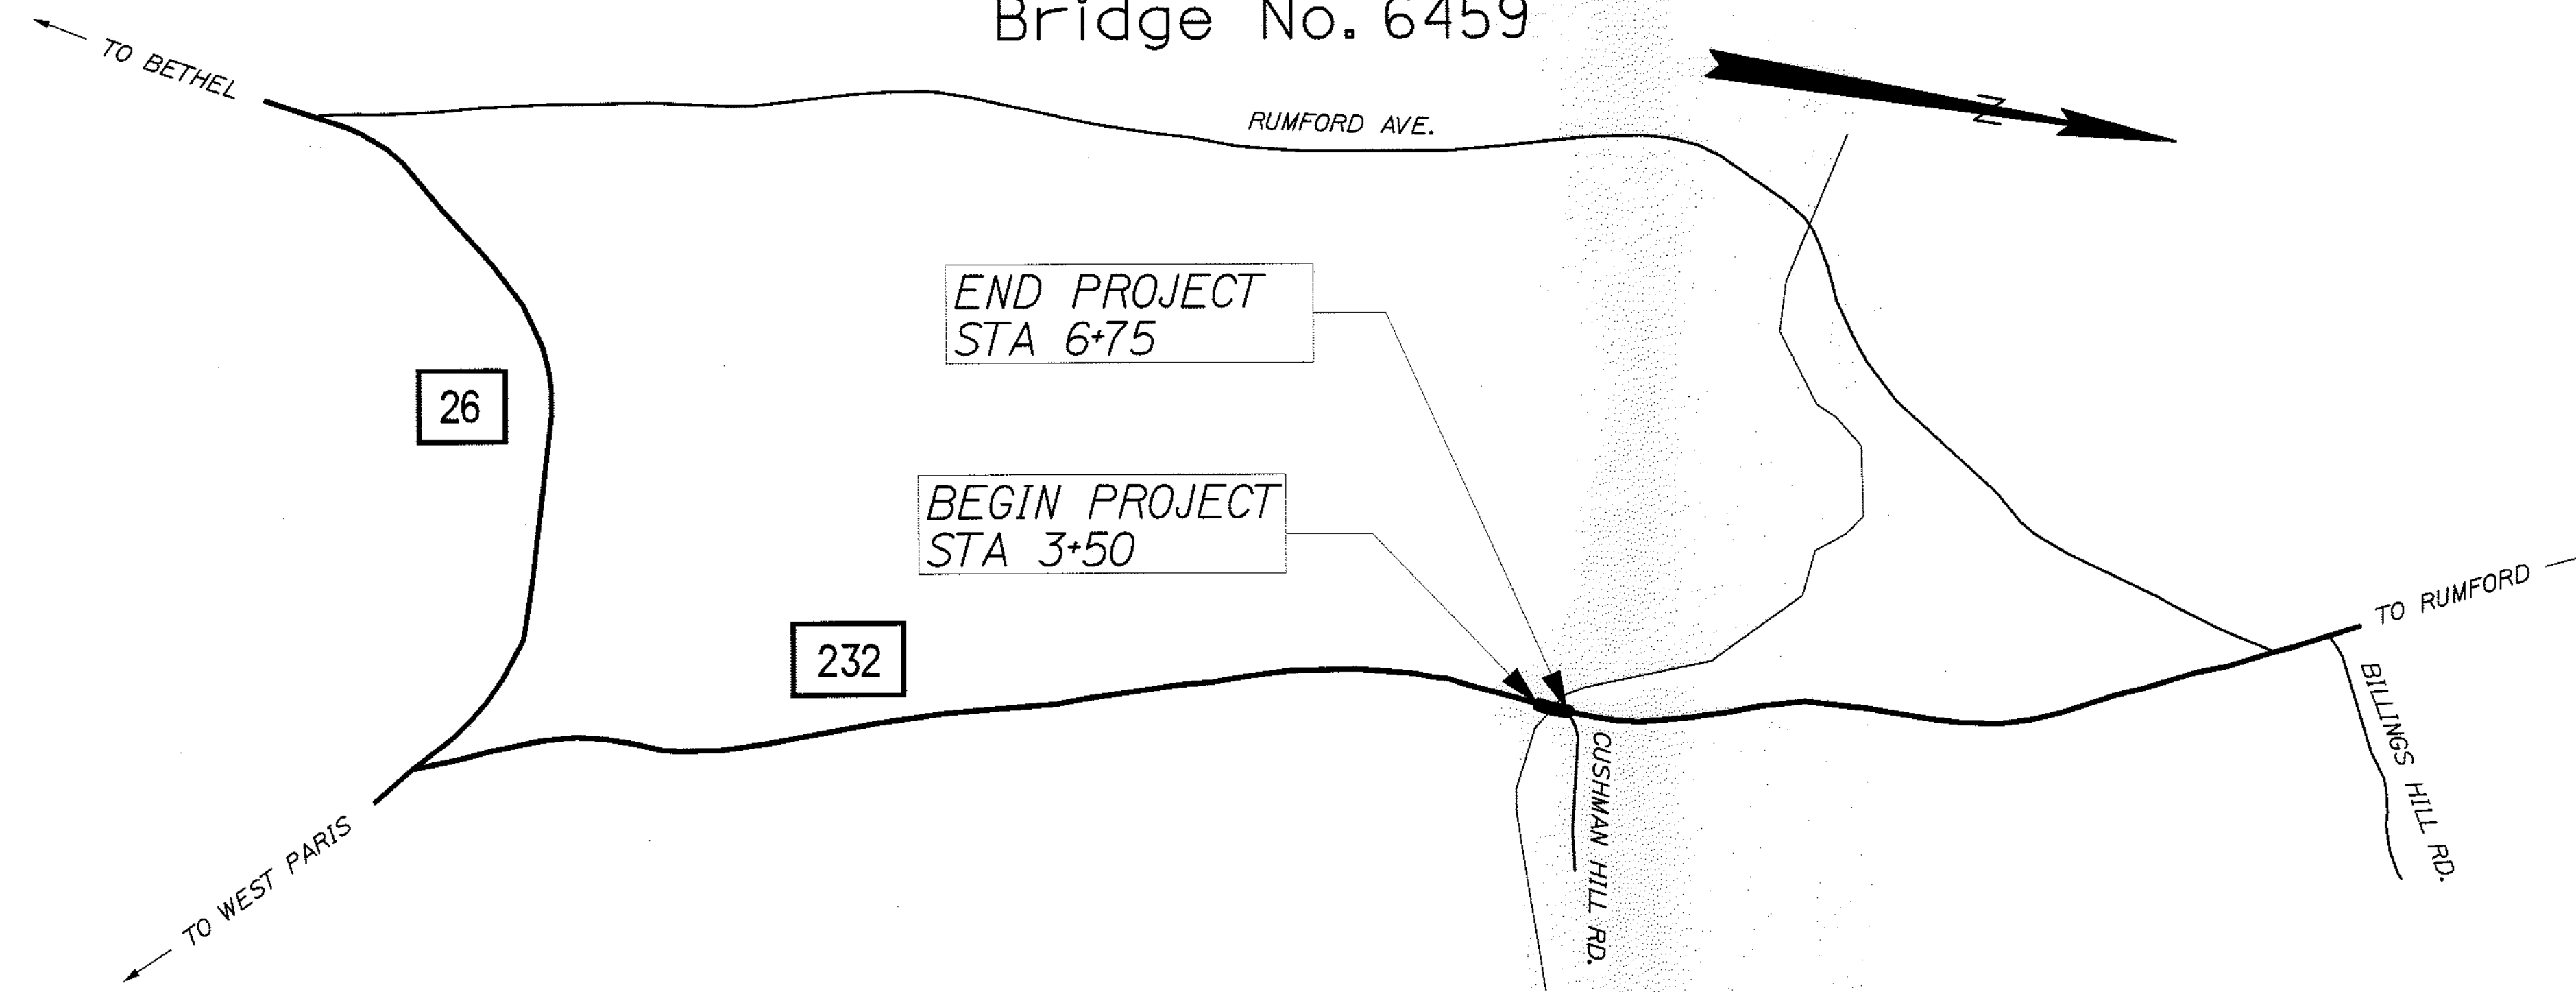 Bridge No. 6459
TO BETHEL
RUMFORD AVE.
N
END PROJECT
STA 6+75
26
BEGIN PROJECT
STA 3+50
TO RUMFORD
232
BILLINGS HILL RD.
CUSHMAN HILL RD.
TO WEST PARIS